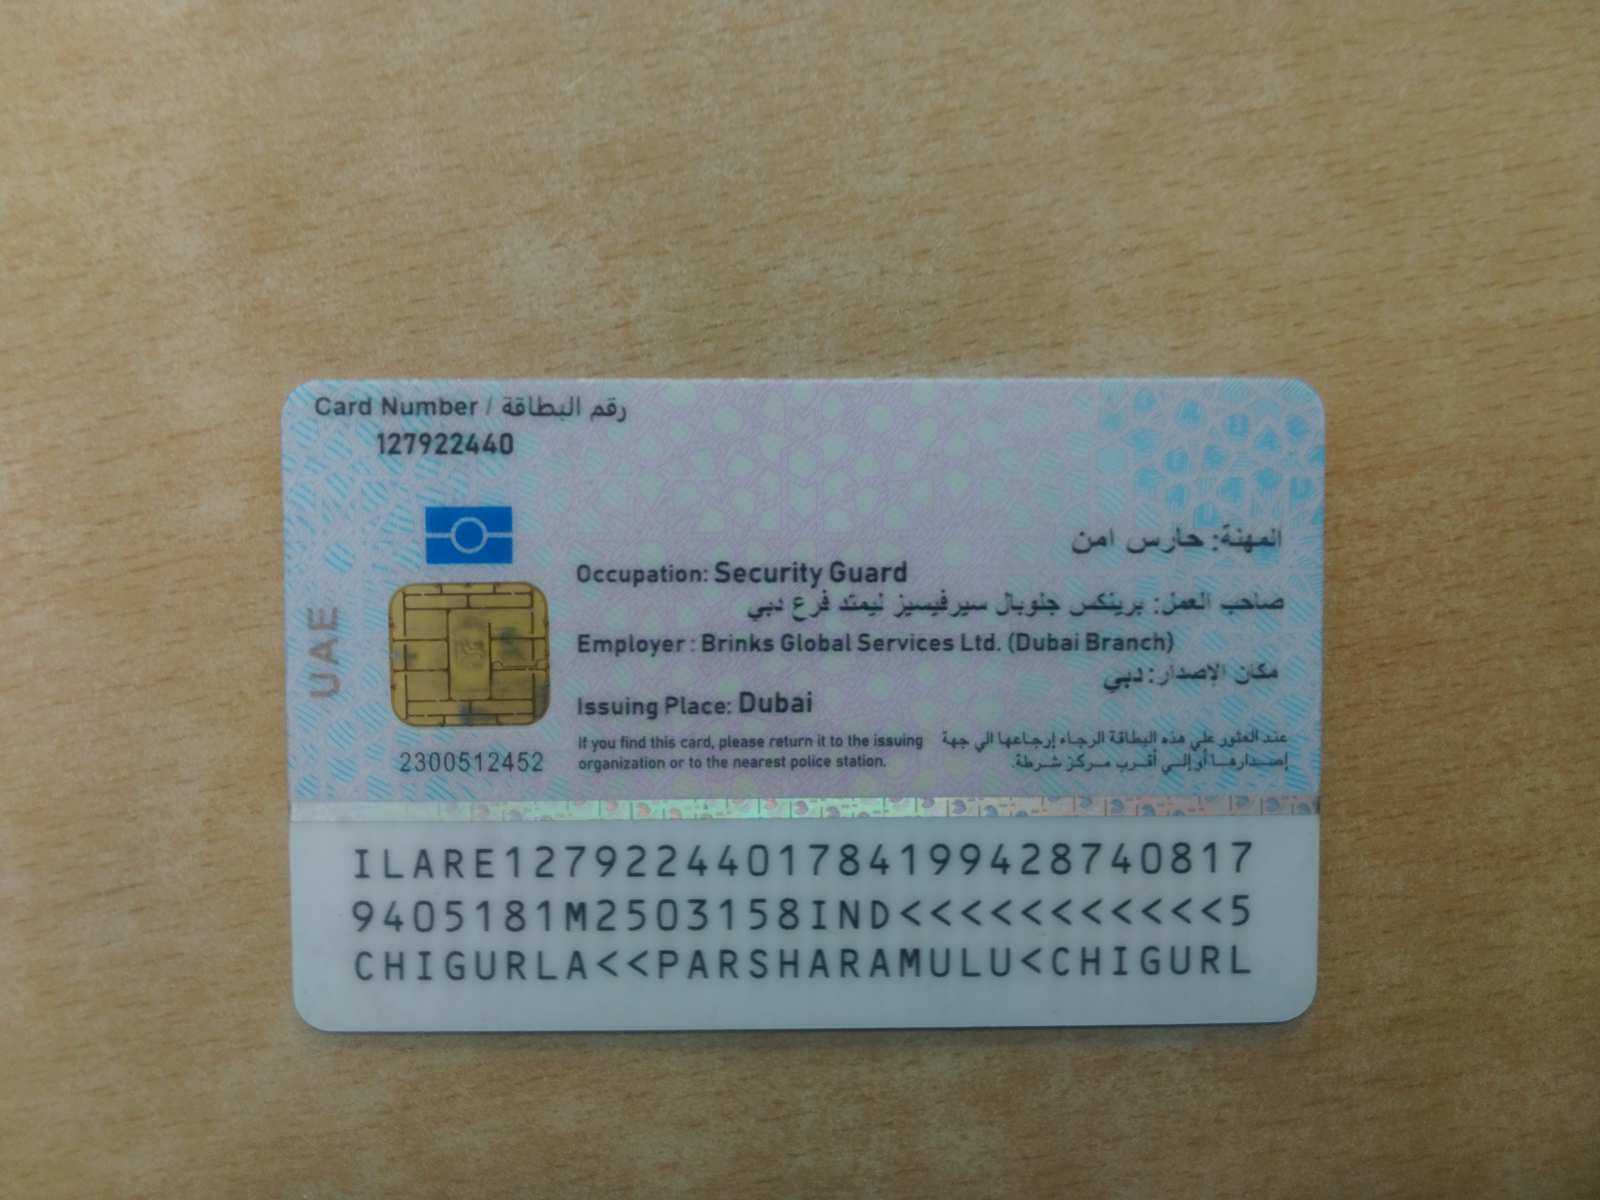 Card Number / رقم البطاقة
127922440
المهنة: حارس امن
Occupation: Security Guard
صاحب العمل: برينكس جلوبال سيرفيسيز ليمتد فرع دبي
Employer : Brinks Global Services Ltd. (Dubai Branch)
مكان الإصدار: دبي
Issuing Place: Dubai
UAE
If you find this card, please return it to the issuing
organization or to the nearest police station.
عند العثور علي هذه البطاقة الرجاء إرجاعها الي جهة
إصدارها أو إلي أقرب مركز شرطة.
2300512452
ILARE1279224401784199428740817
9405181M2503158IND<<<<<<<<<<<5
CHIGURLA<<PARSHARAMULU<CHIGURL